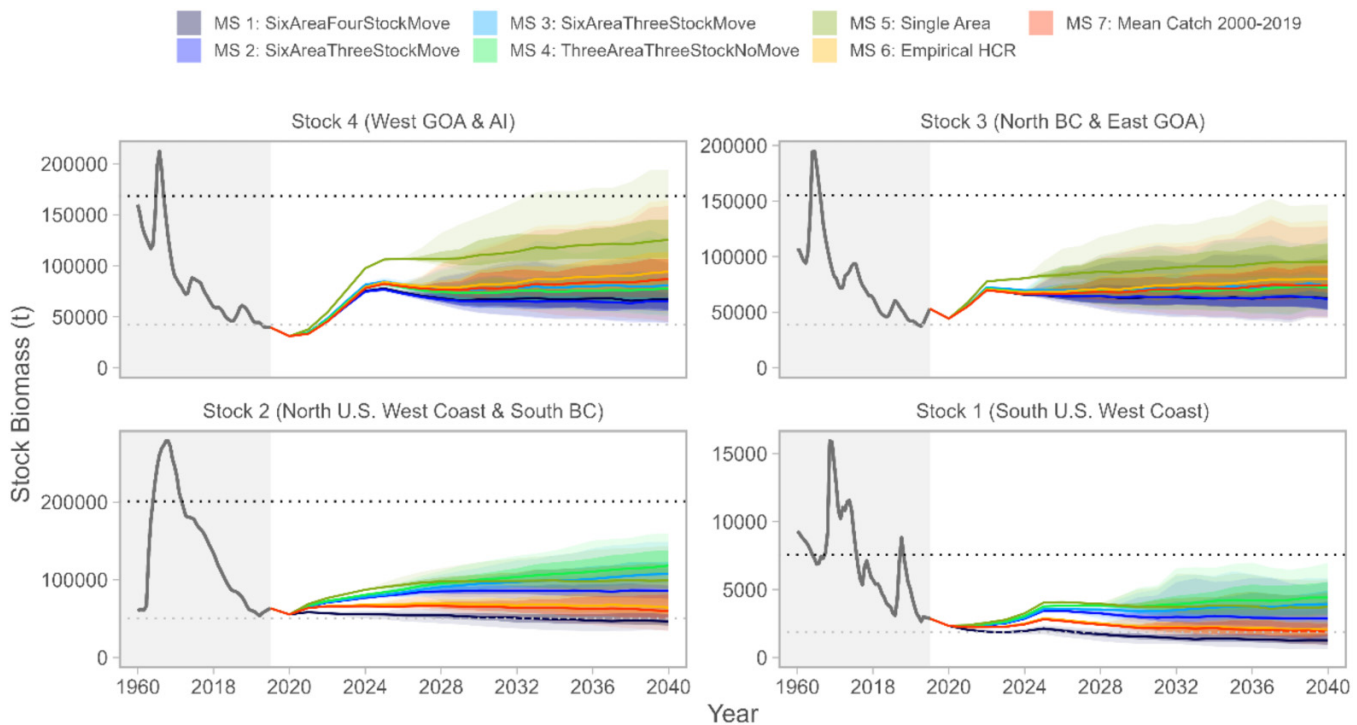 MS 1: SixAreaFourStockMove MS 3: SixAreaThreeStockMove MS 5: Single Area MS 7: Mean Catch 2000-2019
MS 2: SixAreaThreeStockMove MS 4: ThreeAreaThreeStockNoMove MS 6: Empirical HCR
Stock 4 (West GOA & AI)
200000
150000
100000
50000
0
Stock 3 (North BC & East GOA)
200000
150000
100000
50000
0
Stock Biomass (t)
Stock 2 (North U.S. West Coast & South BC)
200000
100000
0
1960 2018 2020 2024 2028 2032 2036 2040
Stock 1 (South U.S. West Coast)
15000
10000
5000
0
1960 2018 2020 2024 2028 2032 2036 2040
Year